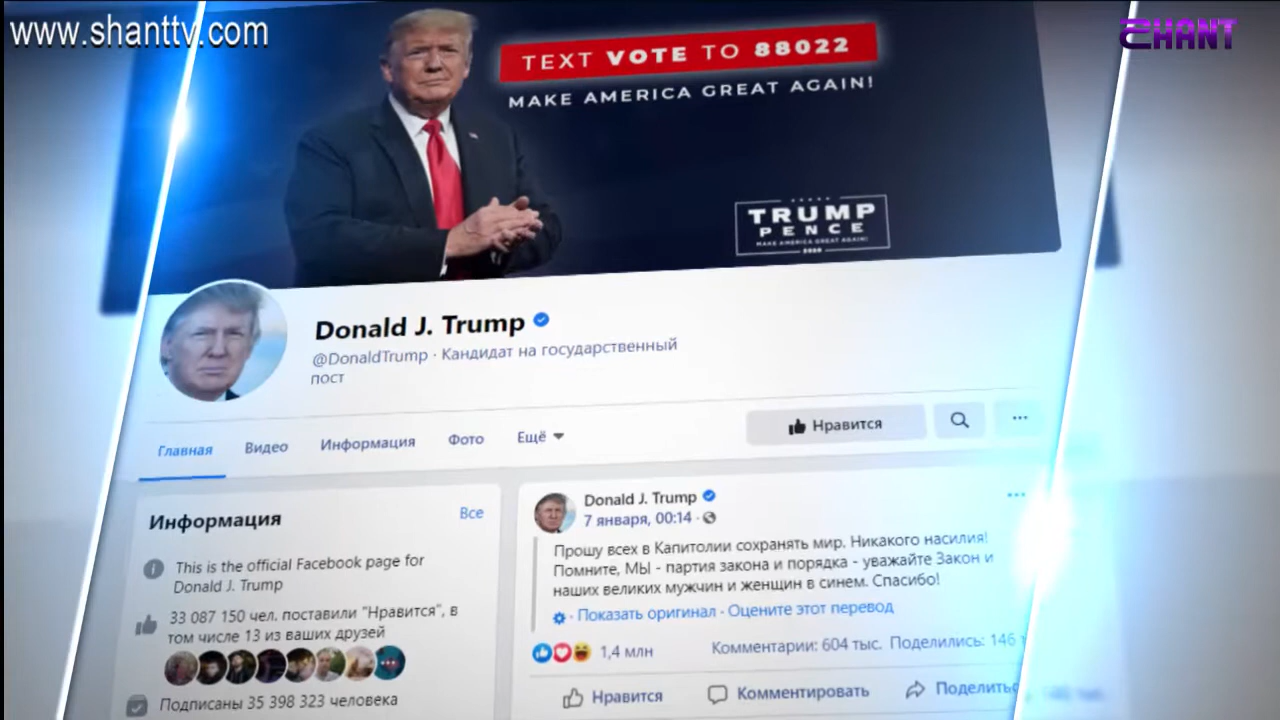 www.shanttv.com
SHANT
TEXT VOTE TO 88022
MAKE AMERICA GREAT AGAIN!
TRUMP
PENCE
MAKE AMERICA GREAT AGAIN!
2020
Donald J. Trump
@DonaldTrump · Кандидат на государственный
пост
Главная Видео Информация Фото Ещё
Нравится
Информация Все
This is the official Facebook page for
Donald J. Trump
33 087 150 чел. поставили "Нравится", в
том числе 13 из ваших друзей
Подписаны 35 398 323 человека
Donald J. Trump
7 января, 00:14 ·
Прошу всех в Капитолии сохранять мир. Никакого насилия!
Помните, МЫ - партия закона и порядка - уважайте Закон и
наших великих мужчин и женщин в синем. Спасибо!
· Показать оригинал · Оцените этот перевод
1,4 млн Комментарии: 604 тыс. Поделились: 146
Нравится Комментировать Поделитьс